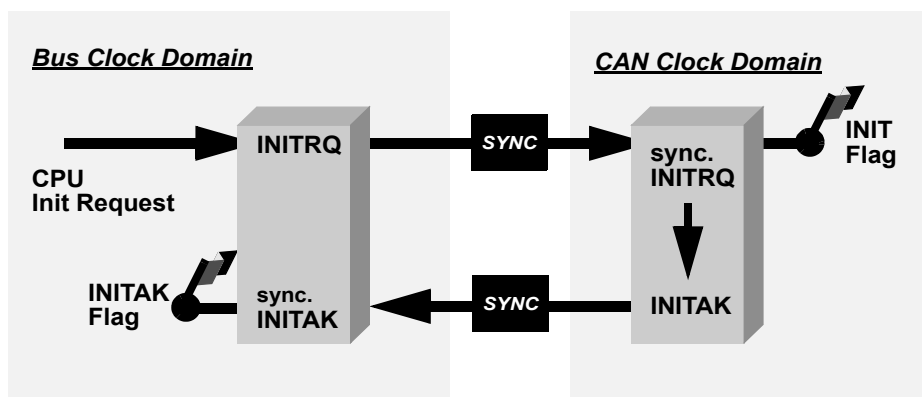 Bus Clock Domain
CAN Clock Domain
INITRQ
SYNC
sync.
INITRQ
INIT
Flag
CPU
Init Request
INITAK
Flag
sync.
INITAK
SYNC
INITAK